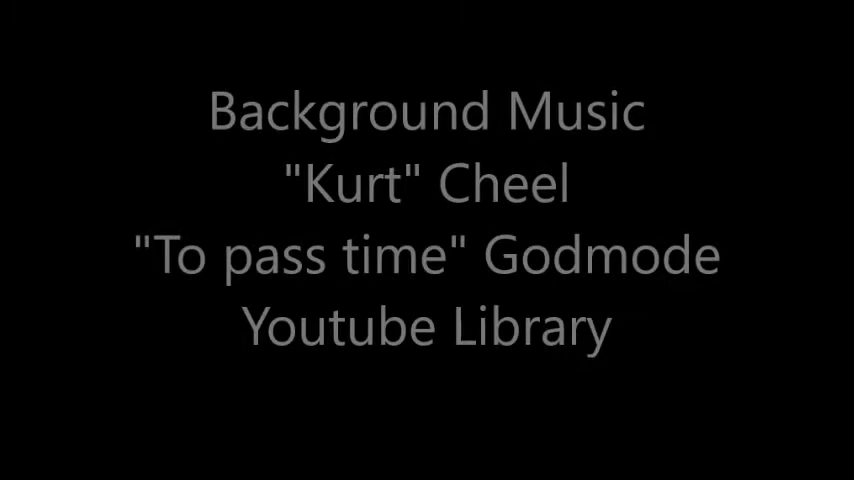 Background Music
"Kurt" Cheel
"To pass time" Godmode
Youtube Library